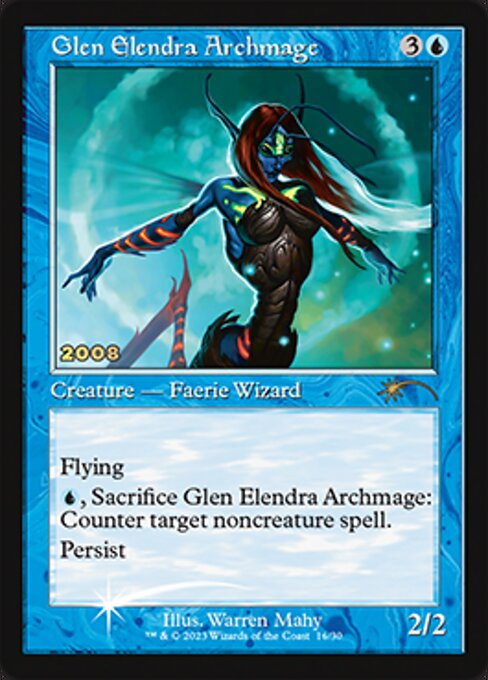 Glen Elendra Archmage 3
2008
Creature — Faerie Wizard
Flying
, Sacrifice Glen Elendra Archmage:
Counter target noncreature spell.
Persist
Illus. Warren Mahy
™ & © 2023 Wizards of the Coast 16/30
2/2